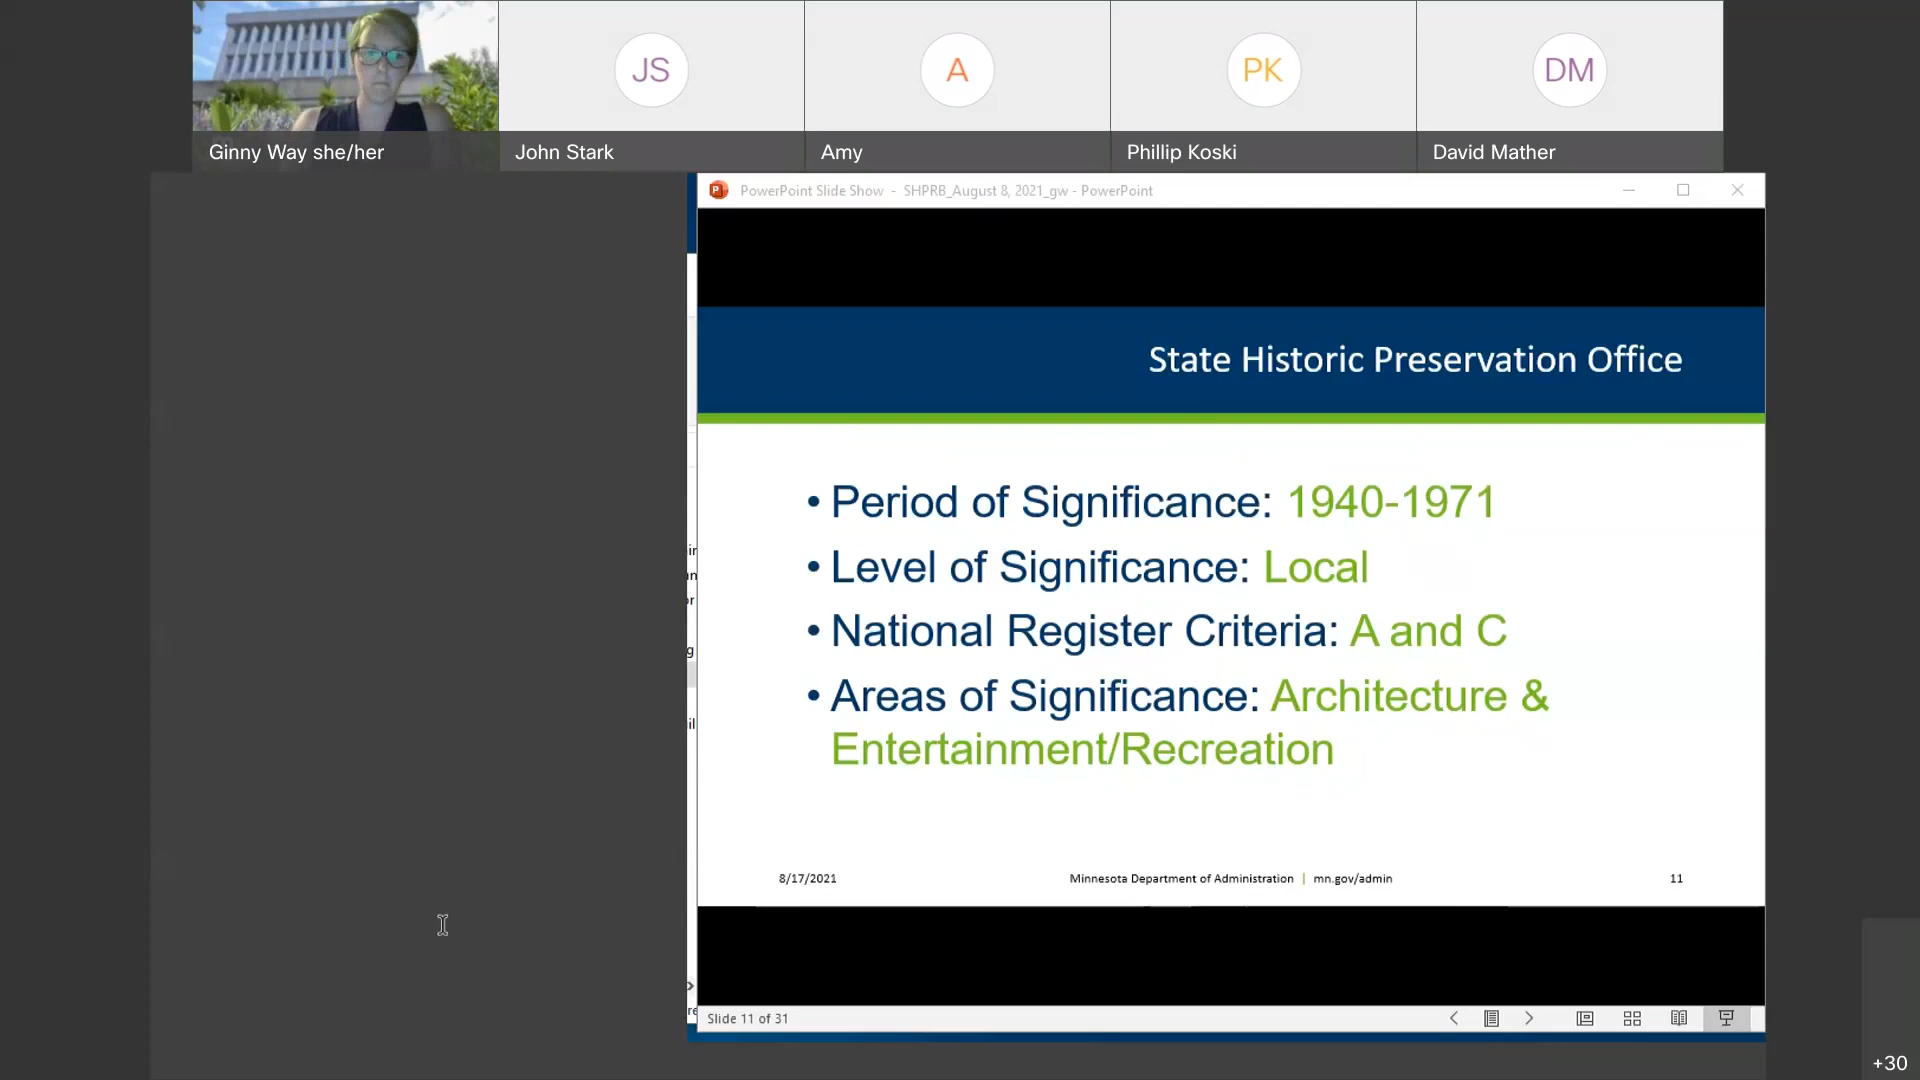 JS
A
PK
DM
Ginny Way she/her
John Stark
Amy
Phillip Koski
David Mather
PowerPoint Slide Show - SHPRB_August 8, 2021_gw - PowerPoint
State Historic Preservation Office
• Period of Significance: 1940-1971
• Level of Significance: Local
• National Register Criteria: A and C
• Areas of Significance: Architecture &
Entertainment/Recreation
8/17/2021
Minnesota Department of Administration | mn.gov/admin
11
Slide 11 of 31
+30